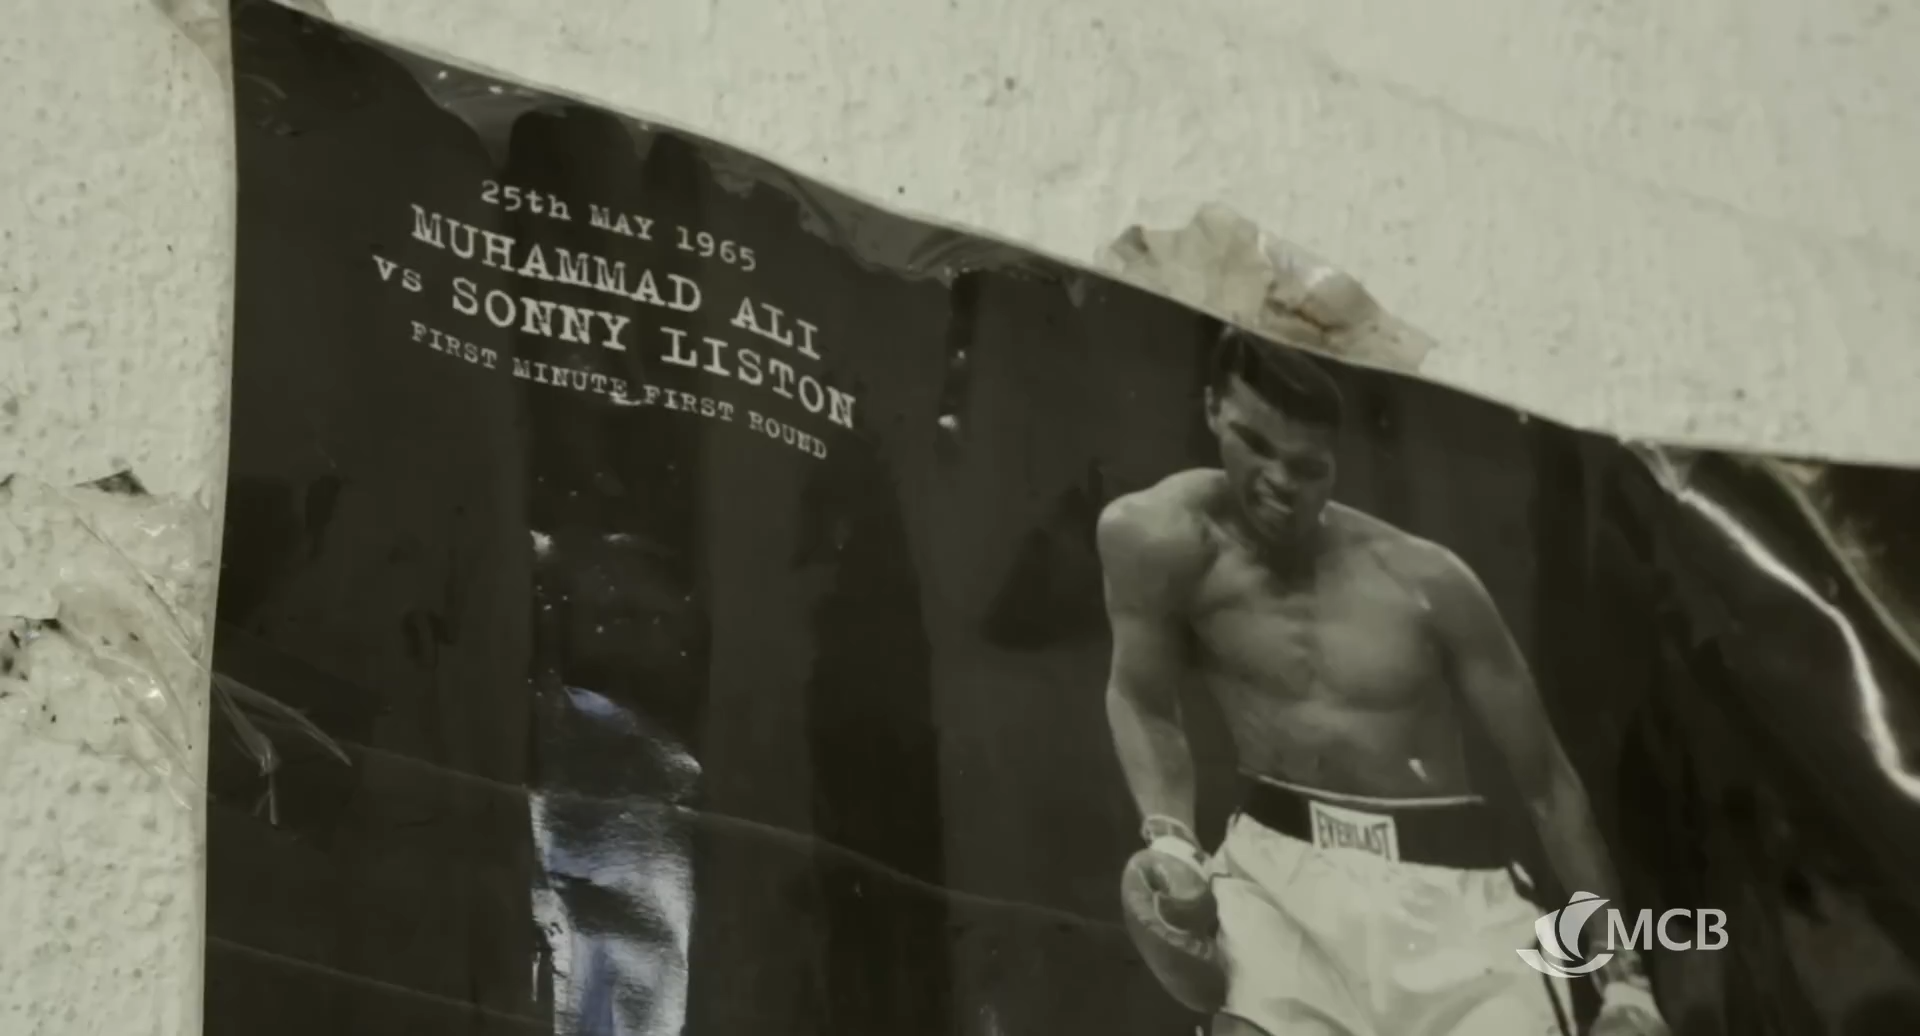 25th MAY 1965
MUHAMMAD ALI
vs SONNY LISTON
FIRST MINUTE FIRST ROUND
EVERLAST
MCB